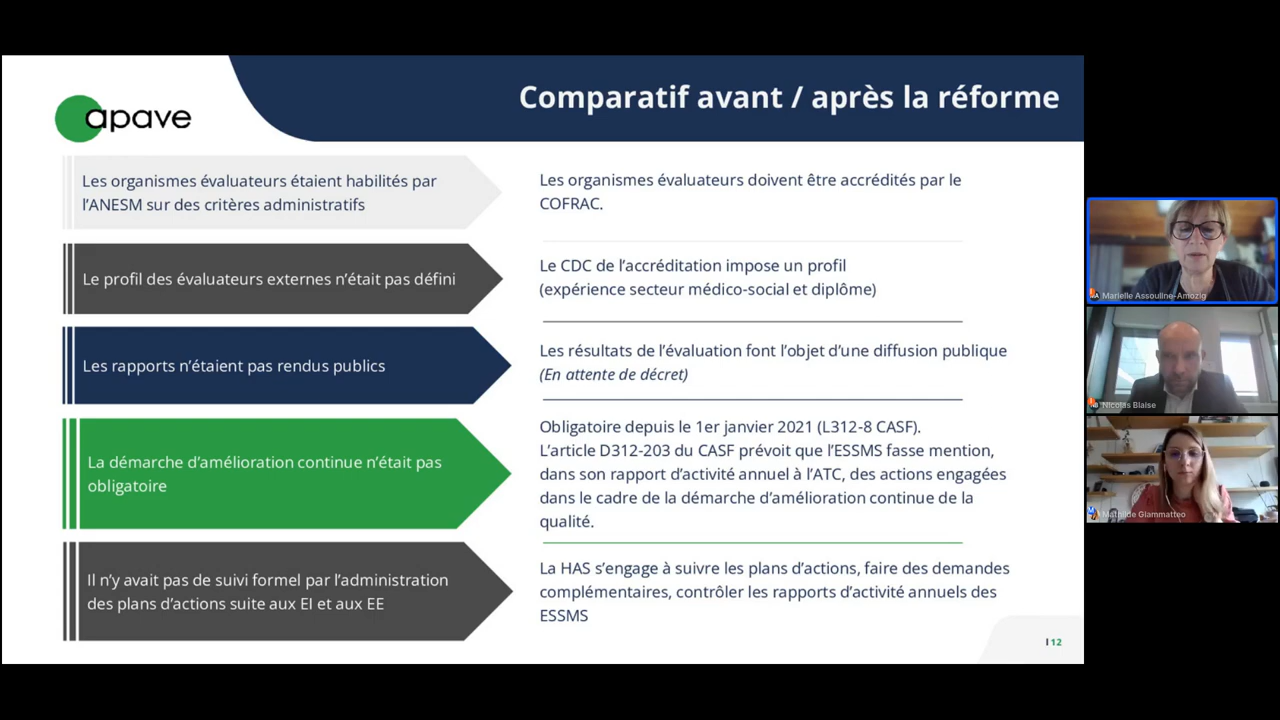 Comparatif avant / après la réforme
apave
Les organismes évaluateurs étaient habilités par
l'ANESM sur des critères administratifs
Les organismes évaluateurs doivent être accrédités par le
COFRAC.
Le profil des évaluateurs externes n'était pas défini
Le CDC de l'accréditation impose un profil
(expérience secteur médico-social et diplôme)
Les rapports n'étaient pas rendus publics
Les résultats de l'évaluation font l'objet d'une diffusion publique
(En attente de décret)
La démarche d'amélioration continue n'était pas
obligatoire
Obligatoire depuis le 1er janvier 2021 (L312-8 CASF).
L'article D312-203 du CASF prévoit que l'ESSMS fasse mention,
dans son rapport d'activité annuel à l'ATC, des actions engagées
dans le cadre de la démarche d'amélioration continue de la
qualité.
Il n'y avait pas de suivi formel par l'administration
des plans d'actions suite aux EI et aux EE
La HAS s'engage à suivre les plans d'actions, faire des demandes
complémentaires, contrôler les rapports d'activité annuels des
ESSMS
12
Marielle Assouline-Amozig
Nicolas Blaise
Mathilde Giammatteo